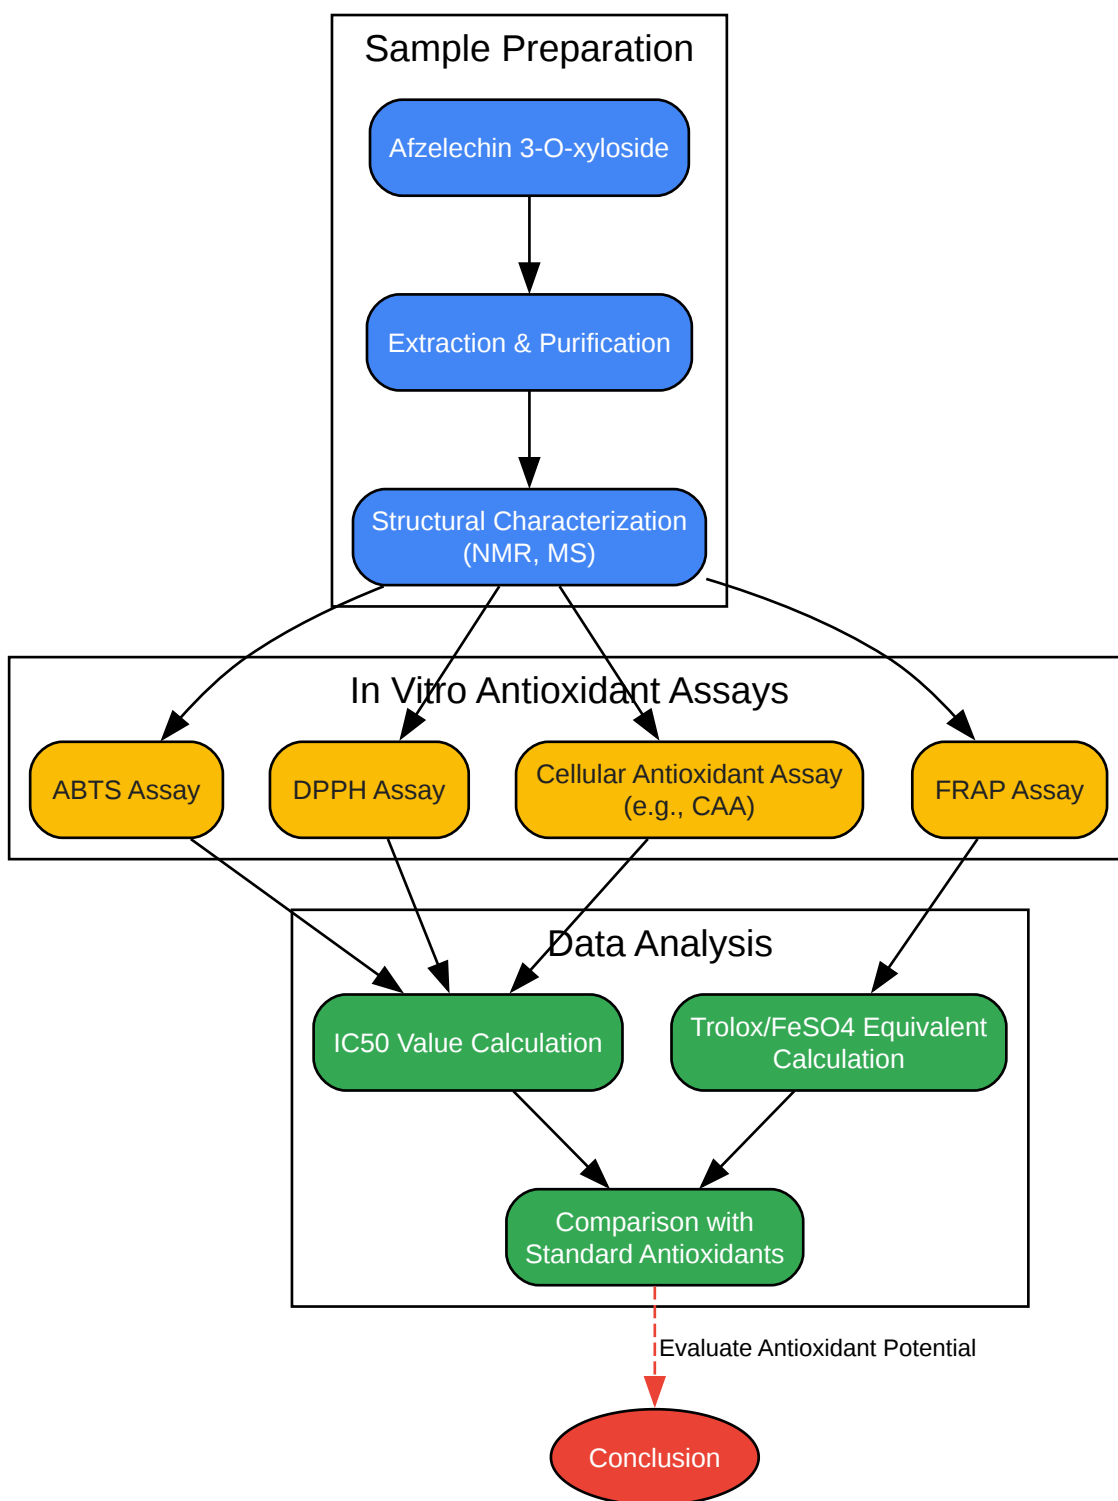 Sample Preparation
Afzelechin 3-O-xyloside
Extraction & Purification
Structural Characterization
(NMR, MS)
In Vitro Antioxidant Assays
ABTS Assay
DPPH Assay
Cellular Antioxidant Assay
(e.g., CAA)
FRAP Assay
Data Analysis
IC50 Value Calculation
Trolox/FeSO4 Equivalent
Calculation
Comparison with
Standard Antioxidants
Evaluate Antioxidant Potential
Conclusion